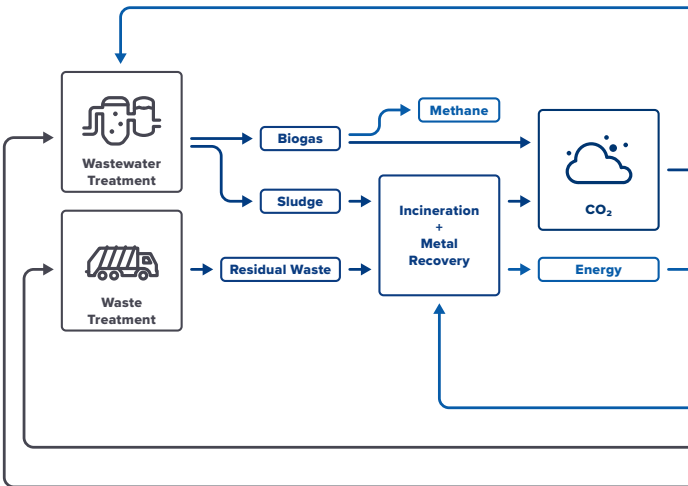 Methane
Biogas
Wastewater
Treatment
Sludge
Incineration
+
Metal
Recovery
CO₂
Residual Waste
Energy
Waste
Treatment